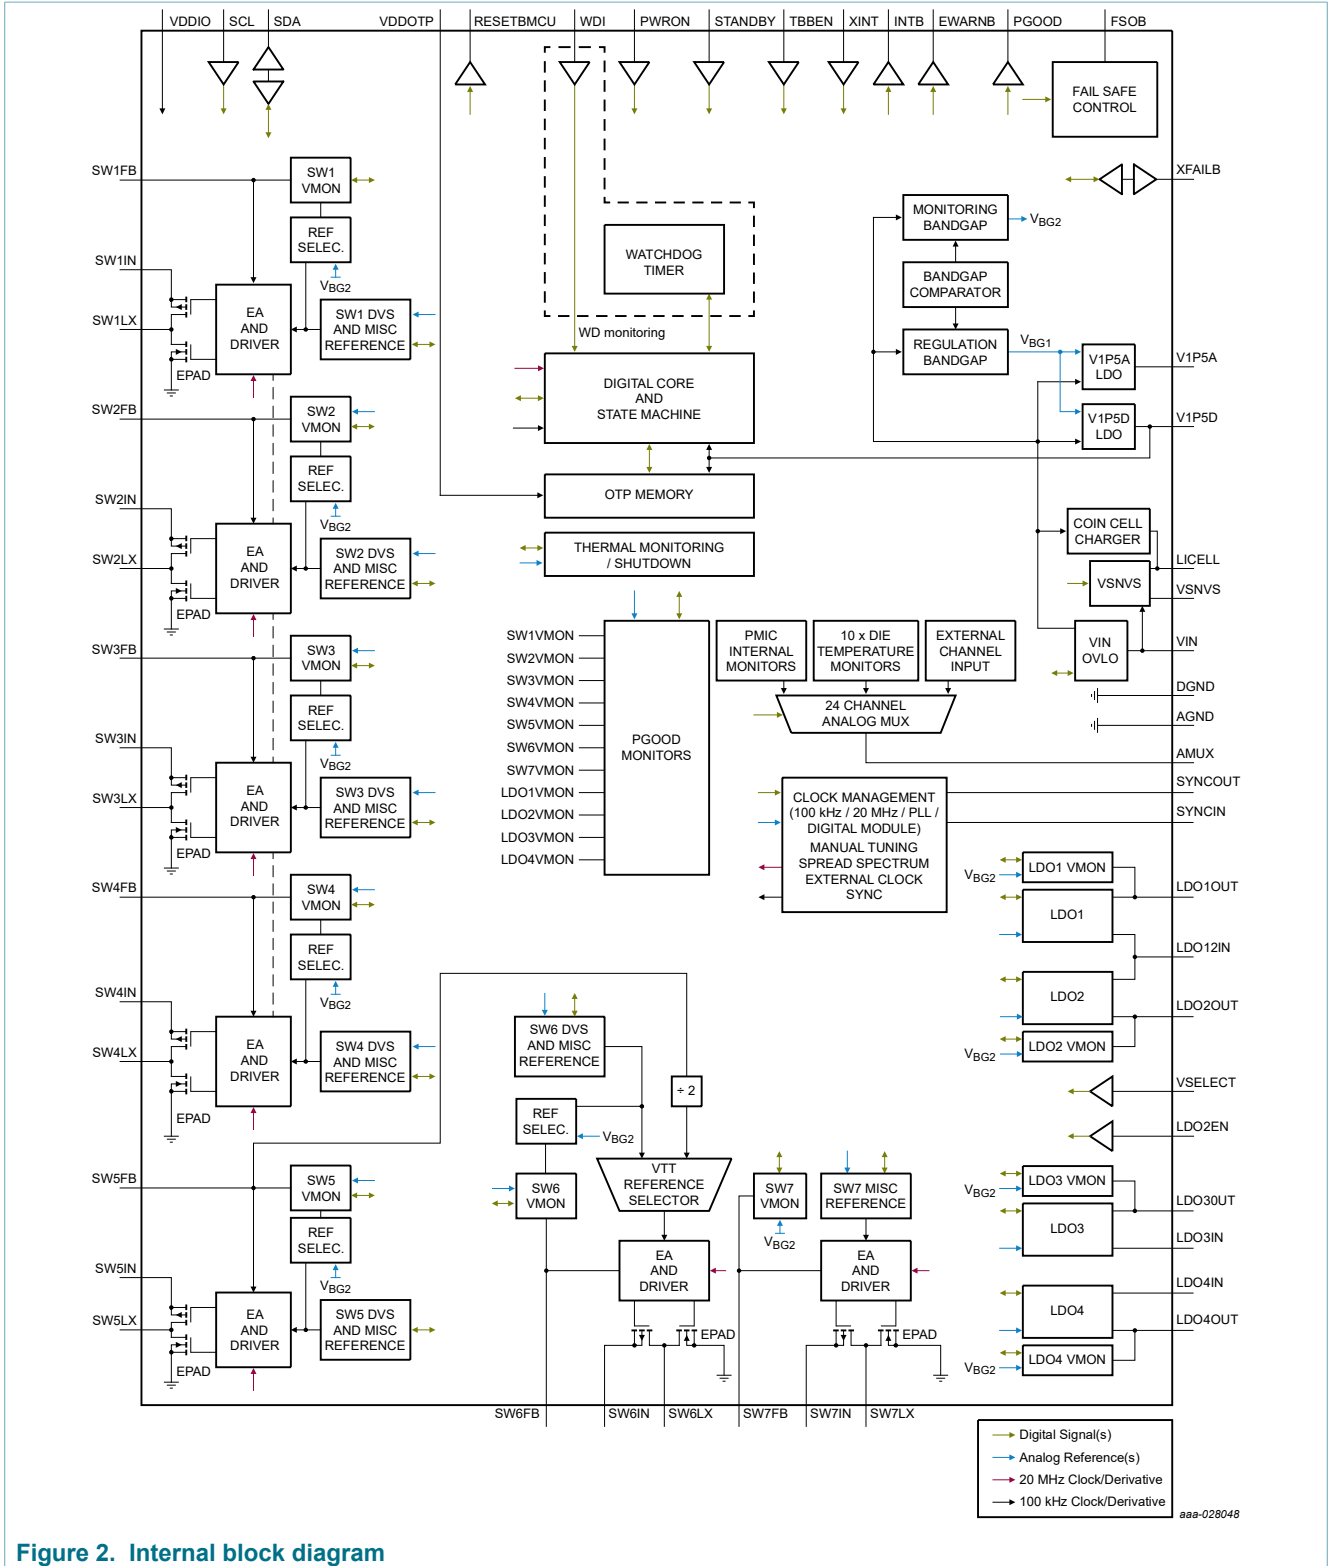 VDDIO
SCL
SDA
VDDOTP
RESETBMCU
WDI
PWRON
STANDBY
TBBEN
XINT
INTB
EWARNB
PGOOD
FSOB
FAIL SAFE
CONTROL
XFAILB
SW1FB
SW1
VMON
REF
SELEC.
VBG2
SW1IN
SW1LX
EA
AND
DRIVER
SW1 DVS
AND MISC
REFERENCE
EPAD
WATCHDOG
TIMER
WD monitoring
DIGITAL CORE
AND
STATE MACHINE
OTP MEMORY
THERMAL MONITORING
/ SHUTDOWN
MONITORING
BANDGAP
VBG2
BANDGAP
COMPARATOR
REGULATION
BANDGAP
VBG1
V1P5A
LDO
V1P5A
V1P5D
LDO
V1P5D
SW2FB
SW2
VMON
REF
SELEC.
VBG2
SW2IN
SW2LX
EA
AND
DRIVER
SW2 DVS
AND MISC
REFERENCE
EPAD
COIN CELL
CHARGER
LICELL
VSNVS
VSNVS
VIN
OVLO
VIN
DGND
AGND
AMUX
SW3FB
SW3
VMON
REF
SELEC.
VBG2
SW3IN
SW3LX
EA
AND
DRIVER
SW3 DVS
AND MISC
REFERENCE
EPAD
SW1VMON
SW2VMON
SW3VMON
SW4VMON
SW5VMON
SW6VMON
SW7VMON
LDO1VMON
LDO2VMON
LDO3VMON
LDO4VMON
PGOOD
MONITORS
PMIC
INTERNAL
MONITORS
10 x DIE
TEMPERATURE
MONITORS
EXTERNAL
CHANNEL
INPUT
24 CHANNEL
ANALOG MUX
CLOCK MANAGEMENT
(100 kHz / 20 MHz / PLL /
DIGITAL MODULE)
MANUAL TUNING
SPREAD SPECTRUM
EXTERNAL CLOCK
SYNC
SYNCOUT
SYNCIN
SW4FB
SW4
VMON
REF
SELEC.
VBG2
SW4IN
SW4LX
EA
AND
DRIVER
SW4 DVS
AND MISC
REFERENCE
EPAD
LDO1 VMON
VBG2
LDO1OUT
LDO1
LDO12IN
LDO2
LDO2OUT
LDO2 VMON
VBG2
VSELECT
LDO2EN
SW6 DVS
AND MISC
REFERENCE
÷ 2
REF
SELEC.
VBG2
VTT
REFERENCE
SELECTOR
SW6
VMON
EA
AND
DRIVER
EPAD
SW7
VMON
VBG2
SW7 MISC
REFERENCE
EA
AND
DRIVER
EPAD
SW5FB
SW5
VMON
REF
SELEC.
VBG2
SW5IN
SW5LX
EA
AND
DRIVER
SW5 DVS
AND MISC
REFERENCE
EPAD
LDO3 VMON
VBG2
LDO30UT
LDO3
LDO3IN
LDO4IN
LDO4
LDO4OUT
LDO4 VMON
VBG2
SW6FB
SW6IN
SW6LX
SW7FB
SW7IN
SW7LX
Digital Signal(s)
Analog Reference(s)
20 MHz Clock/Derivative
100 kHz Clock/Derivative
aaa-028048
Figure 2. Internal block diagram